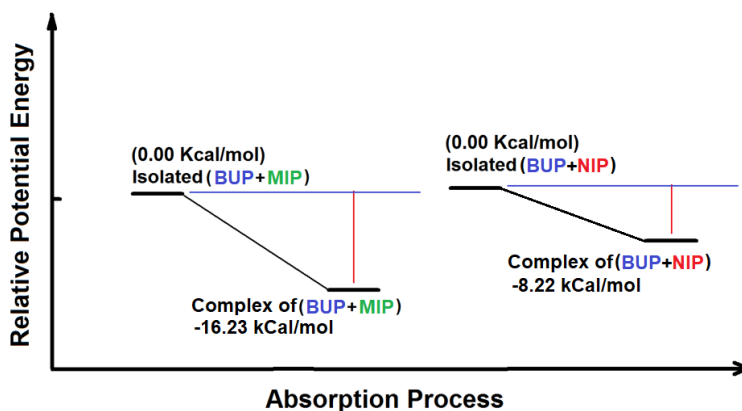 Relative Potential Energy
(0.00 Kcal/mol)
Isolated (BUP+MIP)
Complex of(BUP+MIP)
-16.23 kCal/mol
(0.00 Kcal/mol)
Isolated (BUP+NIP)
Complex of(BUP+NIP)
-8.22 kCal/mol
Absorption Process